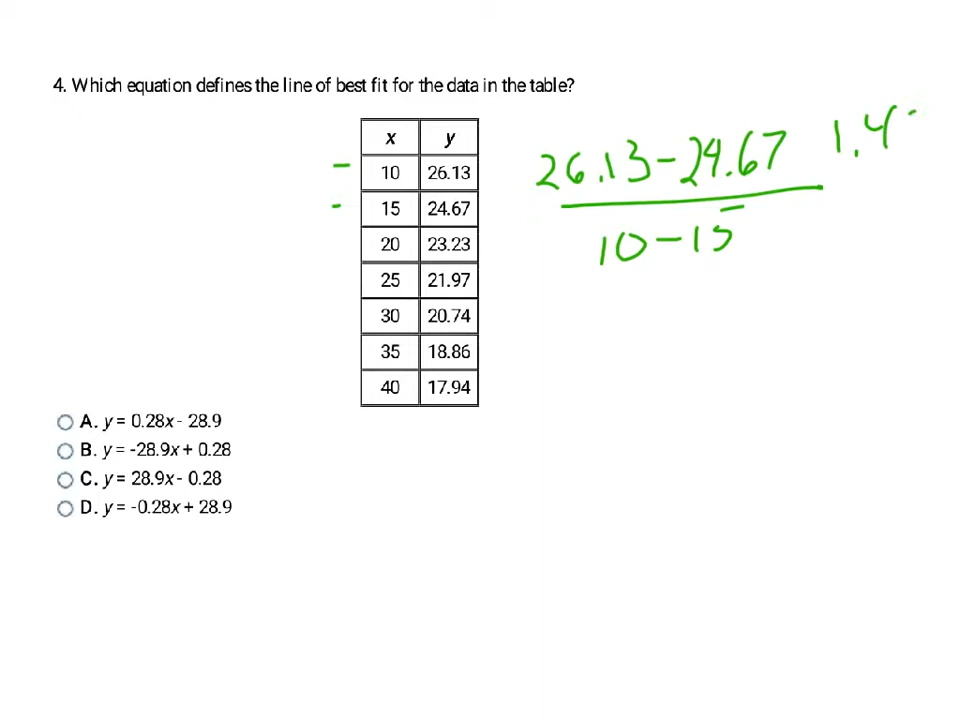 4. Which equation defines the line of best fit for the data in the table?
x y
10 26.13
15 24.67
20 23.23
25 21.97
30 20.74
35 18.86
40 17.94
26.13-24.67
10-15
1.4
A. y = 0.28x - 28.9
B. y = -28.9x + 0.28
C. y = 28.9x - 0.28
D. y = -0.28x + 28.9